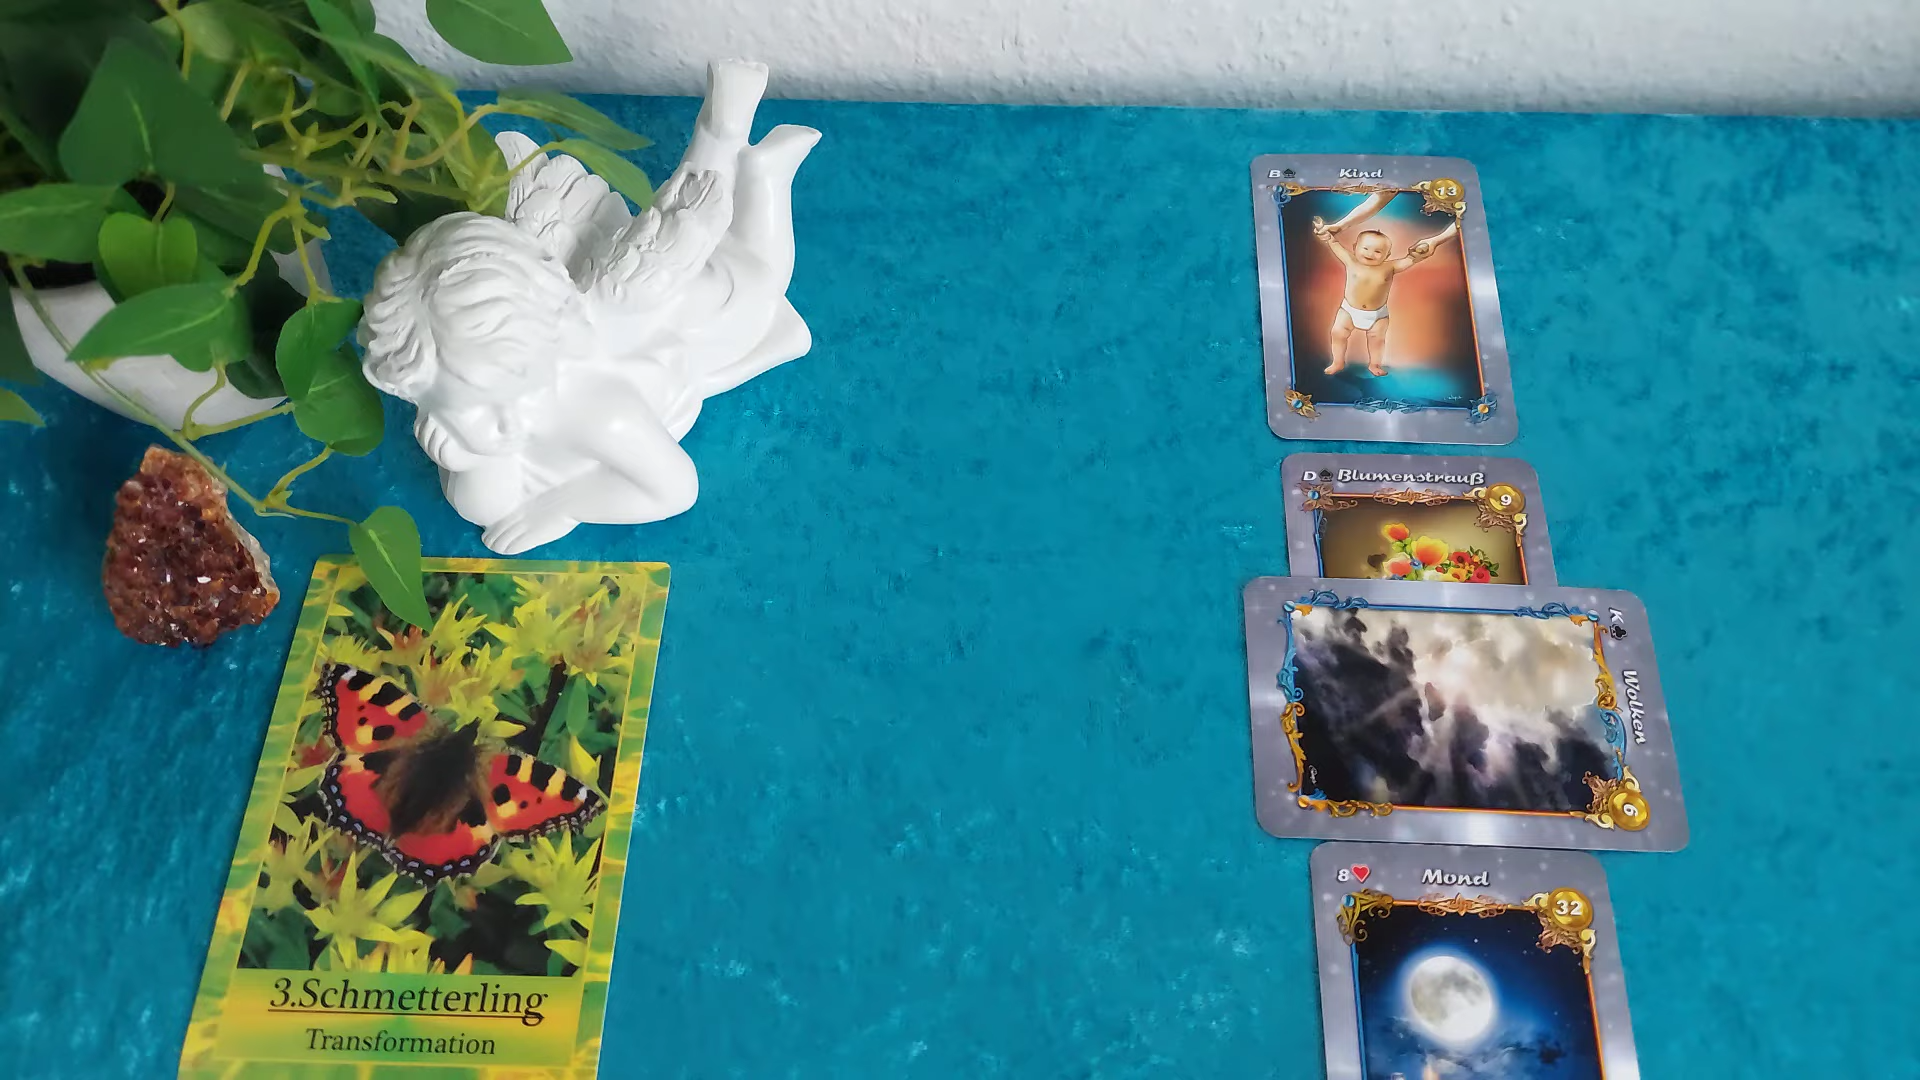 B♠ Kind 13
D♠ Blumenstrauß 9
K♣ Wolken 6
8♥ Mond 32
3.Schmetterling
Transformation